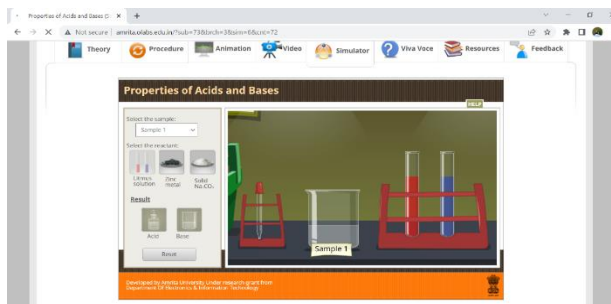 Properties of Acids and Bases (
Not secure amrita.olabs.edu.in/?sub=73&brch=3&sim=6&cnt=72
Theory
Procedure
Animation
Video
Simulator
Viva Voce
Resources
Feedback
Properties of Acids and Bases
HELP
Select the sample:
Sample 1
Select the reactant:
Litmus solution
Zinc metal
Solid Na₂CO₃
Result
Acid
Base
Reset
Sample 1
Developed by Amrita University Under research grant from
Department Of Electronics & Information Technology